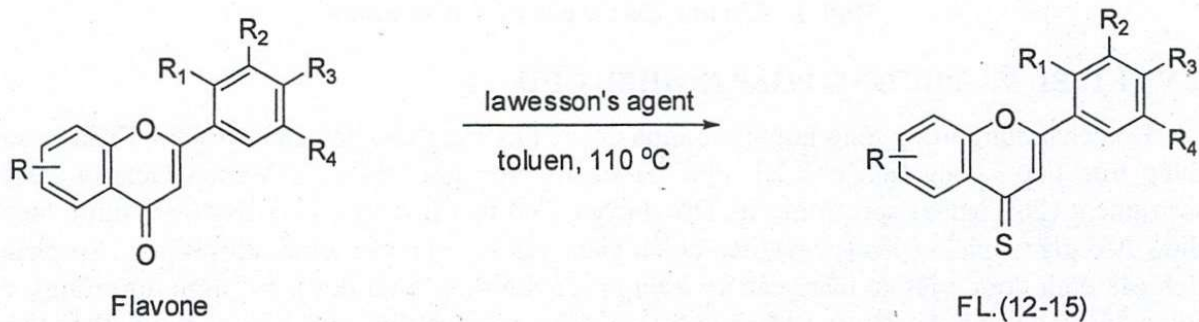 R₂
R₁
R₃
O
R₄
R
O
Flavone
lawesson's agent
toluen, 110 °C
R₂
R₁
R₃
O
R₄
R
S
FL.(12-15)